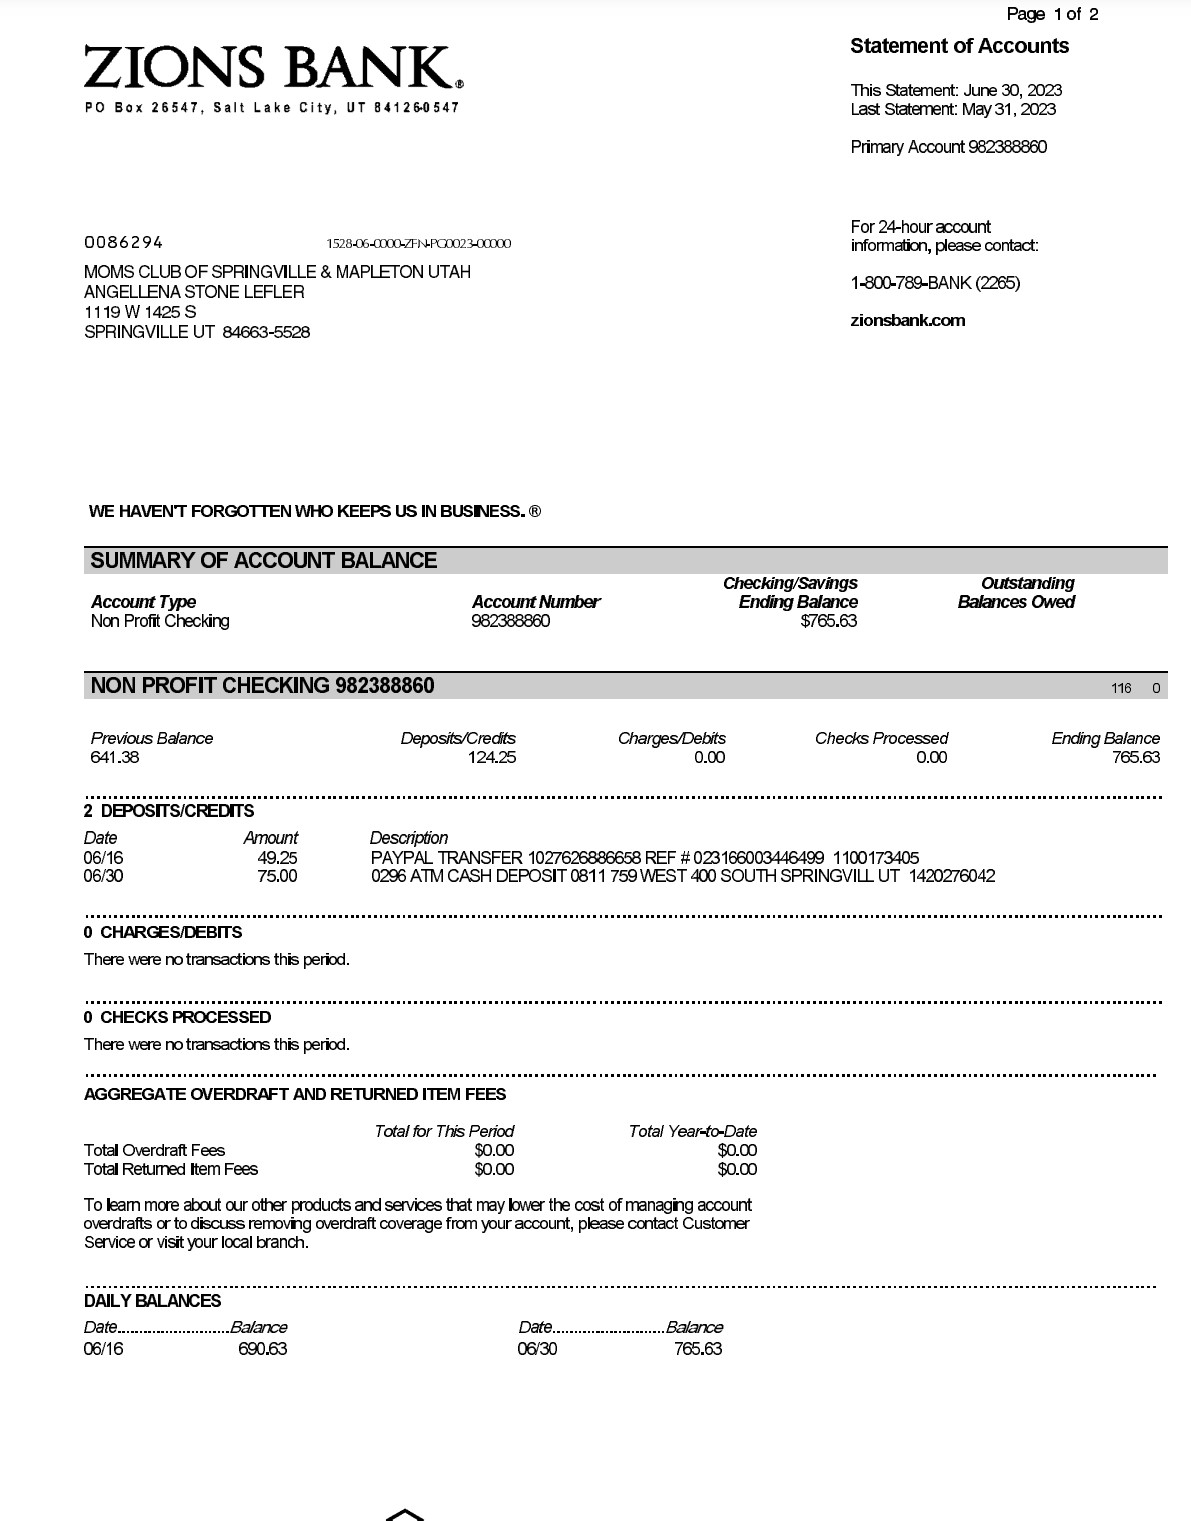 Page 1 of 2
ZIONS BANK®
PO Box 26547, Salt Lake City, UT 84126-0547
Statement of Accounts
This Statement: June 30, 2023
Last Statement: May 31, 2023
Primary Account 982388860
For 24-hour account
information, please contact:
1-800-789-BANK (2265)
zionsbank.com
0086294 1528-06-0000-ZFN-PG0023-00000
MOMS CLUB OF SPRINGVILLE & MAPLETON UTAH
ANGELLENA STONE LEFLER
1119 W 1425 S
SPRINGVILLE UT 84663-5528
WE HAVEN'T FORGOTTEN WHO KEEPS US IN BUSINESS. ®
SUMMARY OF ACCOUNT BALANCE
Checking/Savings Outstanding
Account Type Account Number Ending Balance Balances Owed
Non Profit Checking 982388860 $765.63
NON PROFIT CHECKING 982388860 116 0
Previous Balance Deposits/Credits Charges/Debits Checks Processed Ending Balance
641.38 124.25 0.00 0.00 765.63
2 DEPOSITS/CREDITS
Date Amount Description
06/16 49.25 PAYPAL TRANSFER 1027626886658 REF # 023166003446499 1100173405
06/30 75.00 0296 ATM CASH DEPOSIT 0811 759 WEST 400 SOUTH SPRINGVILL UT 1420276042
0 CHARGES/DEBITS
There were no transactions this period.
0 CHECKS PROCESSED
There were no transactions this period.
AGGREGATE OVERDRAFT AND RETURNED ITEM FEES
Total for This Period Total Year-to-Date
Total Overdraft Fees $0.00 $0.00
Total Returned Item Fees $0.00 $0.00
To learn more about our other products and services that may lower the cost of managing account
overdrafts or to discuss removing overdraft coverage from your account, please contact Customer
Service or visit your local branch.
DAILY BALANCES
Date............................Balance Date............................Balance
06/16 690.63 06/30 765.63